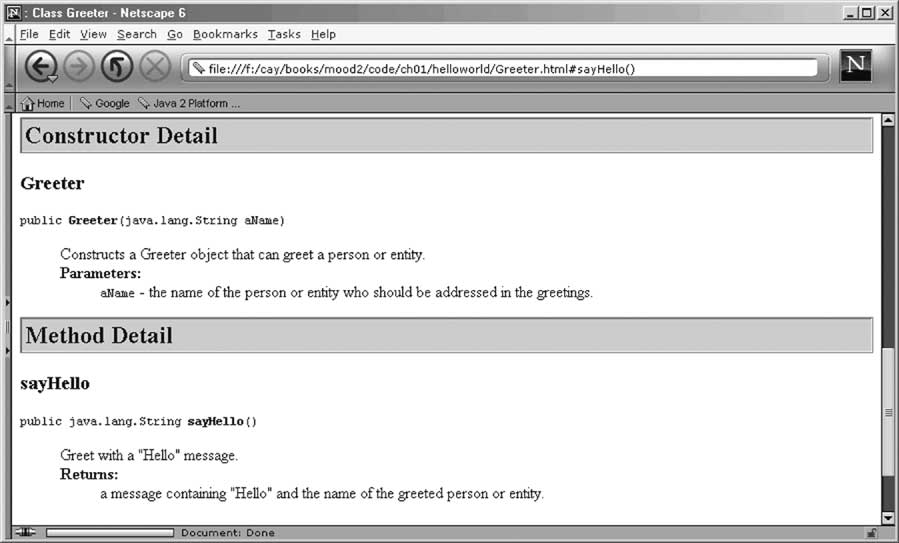 N : Class Greeter - Netscape 6
File Edit View Search Go Bookmarks Tasks Help
file:///f:/cay/books/mood2/code/ch01/helloworld/Greeter.html#sayHello()
N
Home Google Java 2 Platform ...
Constructor Detail
Greeter
public Greeter(java.lang.String aName)
Constructs a Greeter object that can greet a person or entity.
Parameters:
aName - the name of the person or entity who should be addressed in the greetings.
Method Detail
sayHello
public java.lang.String sayHello()
Greet with a "Hello" message.
Returns:
a message containing "Hello" and the name of the greeted person or entity.
Document: Done